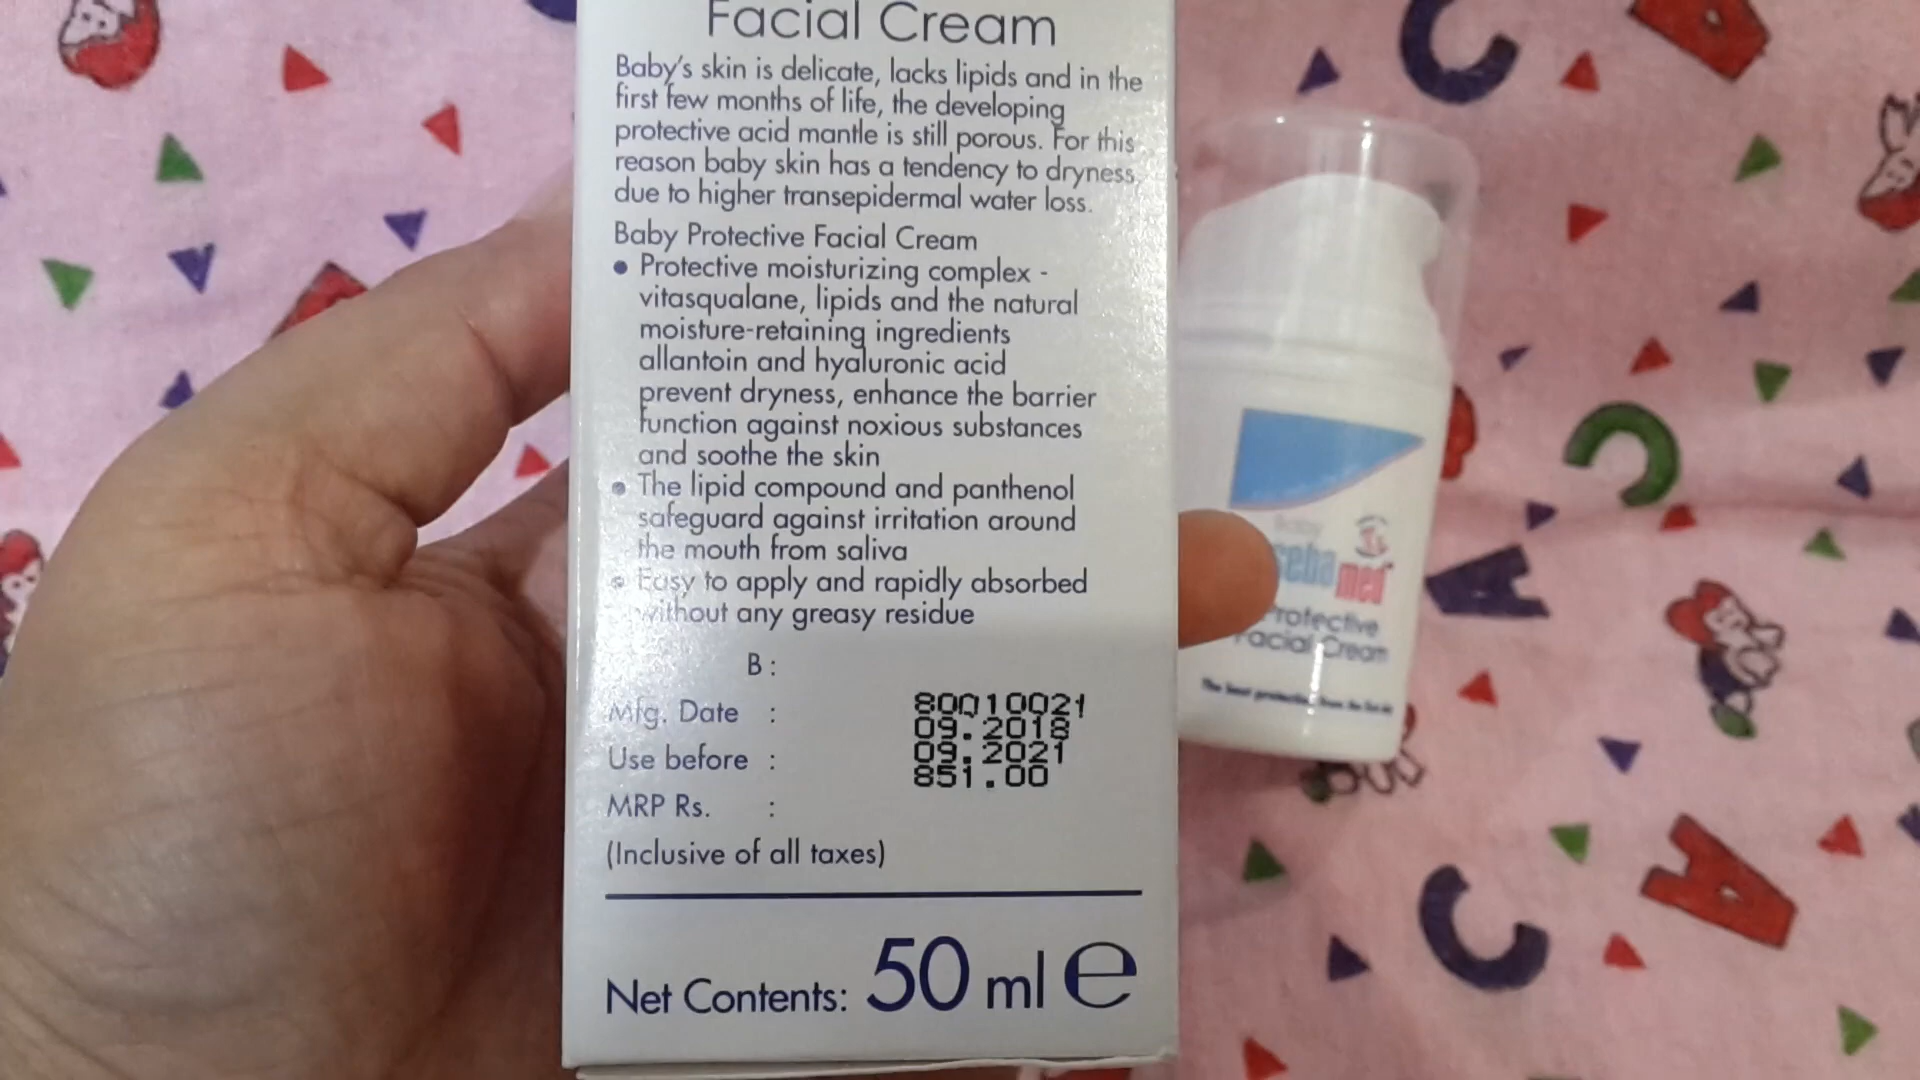 Facial Cream
Baby's skin is delicate, lacks lipids and in the
first few months of life, the developing
protective acid mantle is still porous. For this
reason baby skin has a tendency to dryness
due to higher transepidermal water loss.
Baby Protective Facial Cream
• Protective moisturizing complex -
vitasqualane, lipids and the natural
moisture-retaining ingredients
allantoin and hyaluronic acid
prevent dryness, enhance the barrier
function against noxious substances
and soothe the skin
• The lipid compound and panthenol
safeguard against irritation around
the mouth from saliva
• Easy to apply and rapidly absorbed
without any greasy residue
B :
Mfg. Date :
Use before :
MRP Rs. :
80010021
09.2018
09.2021
851.00
(Inclusive of all taxes)
Net Contents: 50 ml e
Baby
seba
med
Protective
Facial Cream
C
A
C
A
C
A